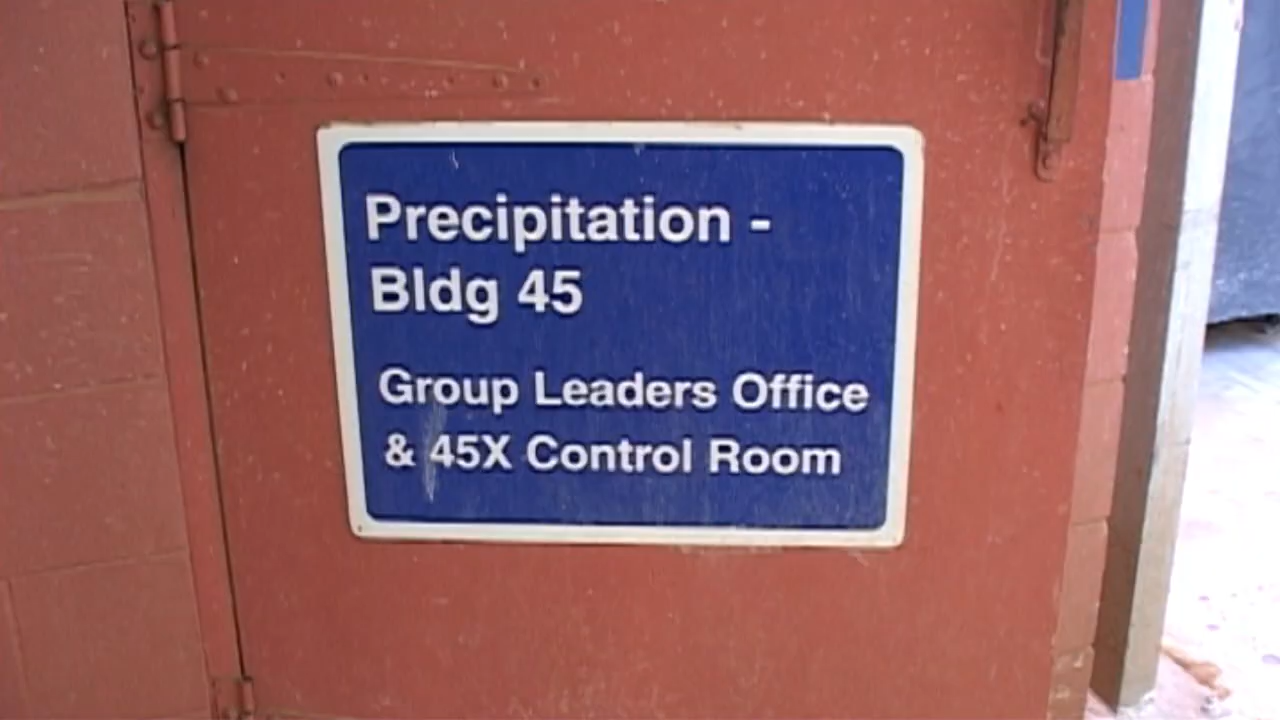 Precipitation -
Bldg 45
Group Leaders Office
& 45X Control Room